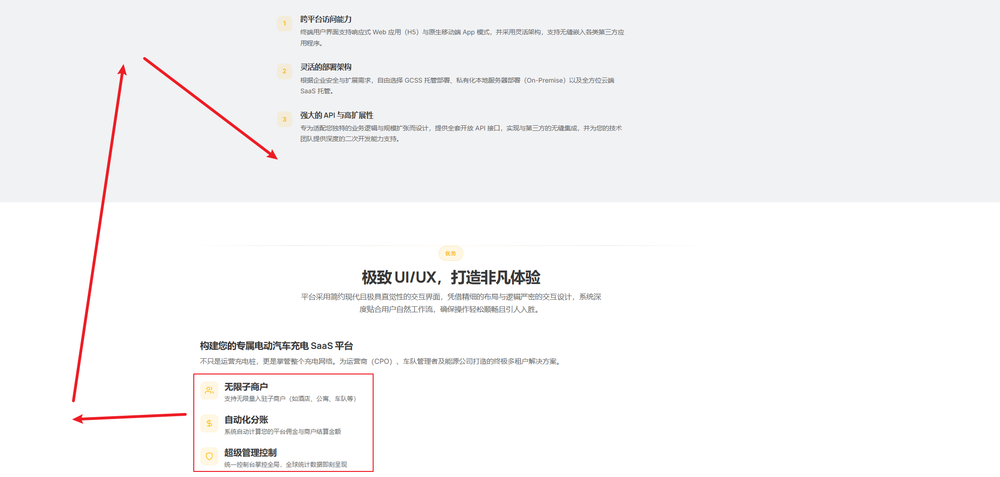 1
跨平台访问能力
终端用户界面支持响应式 Web 应用（H5）与原生移动端 App 模式，并采用灵活架构，支持无缝嵌入各类第三方应
用程序。
2
灵活的部署架构
根据企业安全与扩展需求，自由选择 GCSS 托管部署、私有化本地服务器部署（On-Premise）以及全方位云端
SaaS 托管。
3
强大的 API 与高扩展性
专为适配您独特的业务逻辑与规模扩张而设计，提供全套开放 API 接口，实现与第三方的无缝集成，并为您的技术
团队提供深度的二次开发能力支持。
优势
极致 UI/UX，打造非凡体验
平台采用简约现代且极具直觉性的交互界面，凭借精细的布局与逻辑严密的交互设计，系统深
度贴合用户自然工作流，确保操作轻松顺畅且引人入胜。
构建您的专属电动汽车充电 SaaS 平台
不只是运营充电桩，更是掌管整个充电网络。为运营商（CPO）、车队管理者及能源公司打造的终极多租户解决方案。
无限子商户
支持无限量入驻子商户（如酒店、公寓、车队等）
自动化分账
系统自动计算您的平台佣金与商户结算金额
超级管理控制
统一控制台掌控全局，全球统计数据即刻呈现